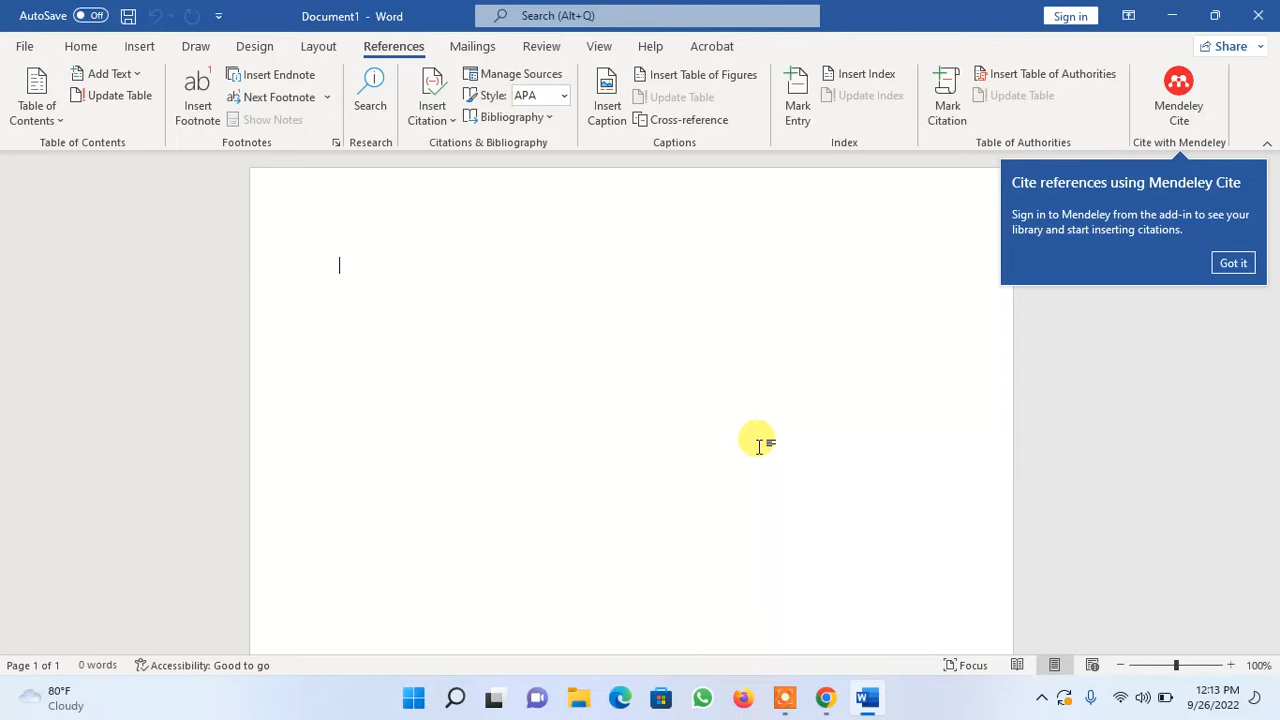 AutoSave Off Document1 - Word Search (Alt+Q) Sign in
File Home Insert Draw Design Layout References Mailings Review View Help Acrobat Share
Table of Contents
Add Text
Update Table
Table of Contents
ab1
Insert Footnote
Insert Endnote
Next Footnote
Show Notes
Footnotes
Search
Research
Insert Citation
Manage Sources
Style: APA
Bibliography
Citations & Bibliography
Insert Caption
Insert Table of Figures
Update Table
Cross-reference
Captions
Mark Entry
Insert Index
Update Index
Index
Mark Citation
Insert Table of Authorities
Update Table
Table of Authorities
Mendeley Cite
Cite with Mendeley
Cite references using Mendeley Cite
Sign in to Mendeley from the add-in to see your
library and start inserting citations.
Got it
Page 1 of 1 0 words Accessibility: Good to go Focus 100%
80°F
Cloudy
12:13 PM
9/26/2022